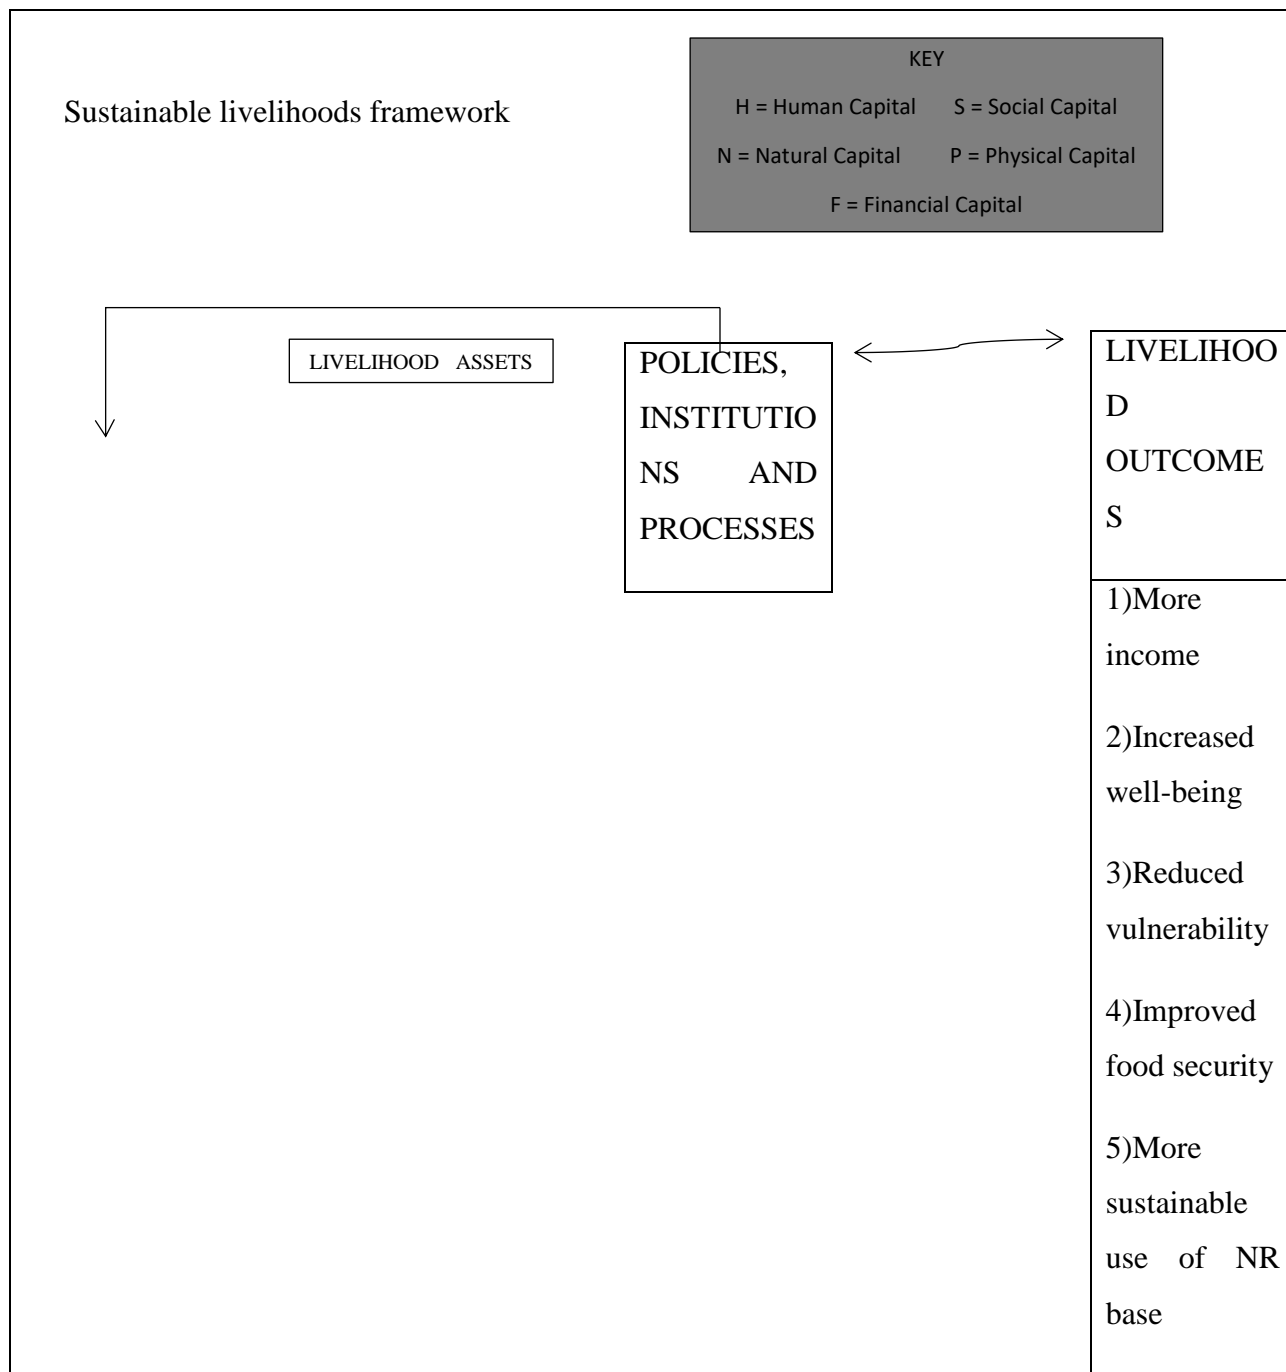 KEY
Sustainable livelihoods framework
H = Human Capital S = Social Capital
N = Natural Capital P = Physical Capital
F = Financial Capital
LIVELIHOOD ASSETS
POLICIES,
INSTITUTIO
NS AND
PROCESSES
LIVELIHOO
D
OUTCOME
S
1)More
income
2)Increased
well-being
3)Reduced
vulnerability
4)Improved
food security
5)More
sustainable
use of NR
base